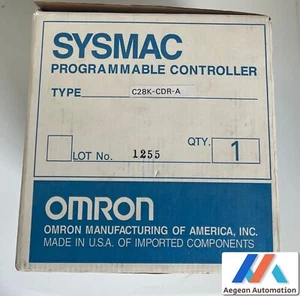 SYSMAC
PROGRAMMABLE CONTROLLER
TYPE C28K-CDR-A
LOT No. 1255 QTY. 1
OMRON
OMRON MANUFACTURING OF AMERICA, INC.
MADE IN U.S.A. OF IMPORTED COMPONENTS
Aegean Automation